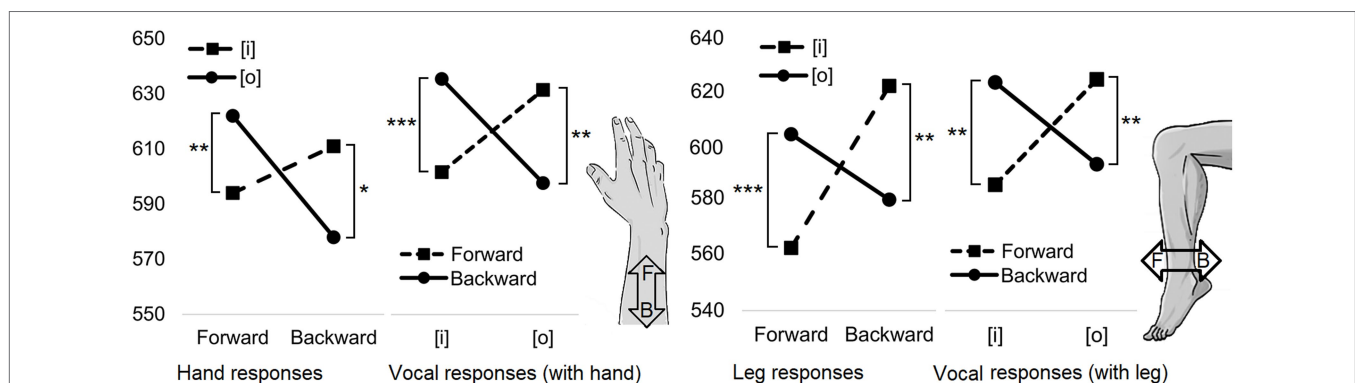 650
630
610
590
570
550
[i]
[o]
**
*
Forward Backward
Hand responses
***
**
Forward
Backward
[i] [o]
Vocal responses (with hand)
F
B
640
620
600
580
560
540
[i]
[o]
***
**
Forward Backward
Leg responses
**
**
Forward
Backward
[i] [o]
Vocal responses (with leg)
F B